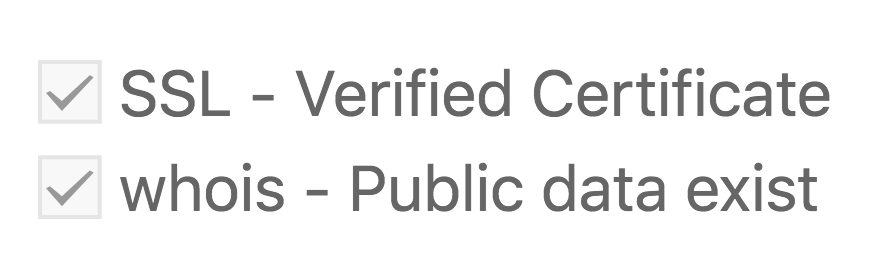 SSL - Verified Certificate
whois - Public data exist